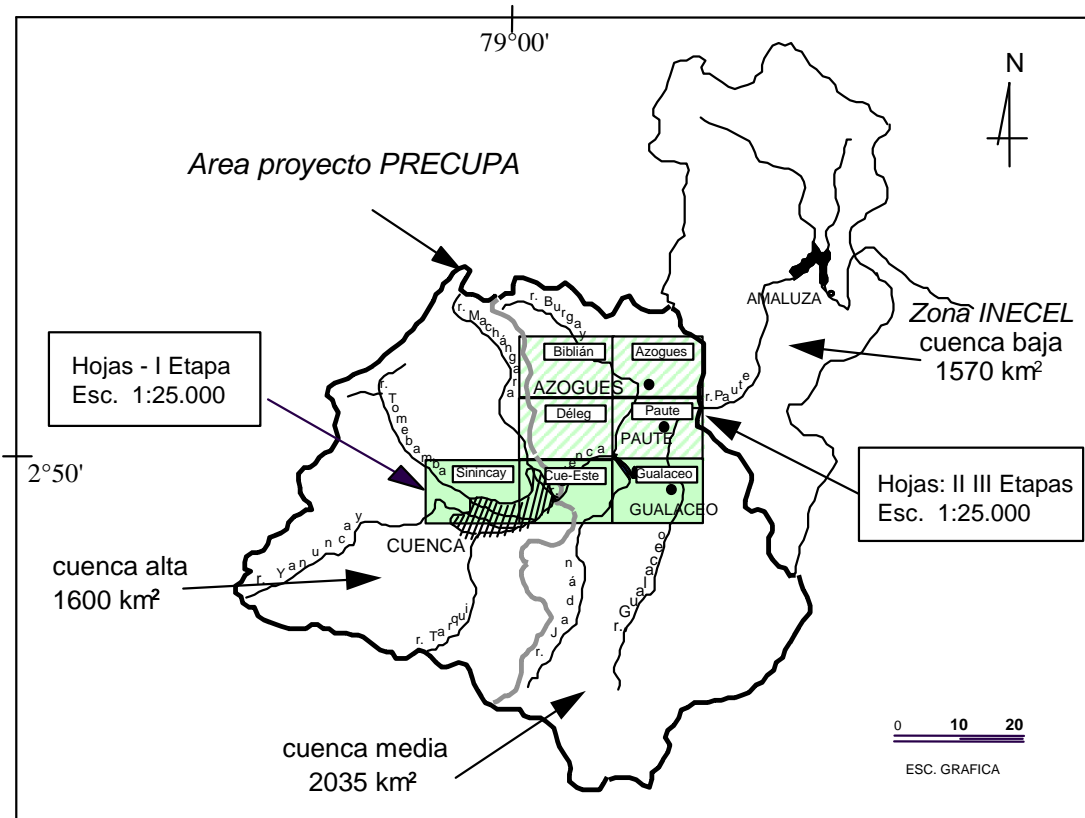 79°00'
N
Area proyecto PRECUPA
AMALUZA
Zona INECEL
cuenca baja
1570 km²
r. Burgay
r. Machángara
Hojas - I Etapa
Esc. 1:25.000
Biblián
Azogues
AZOGUES
r. Tomebamba
Déleg
Paute
r. Paute
PAUTE
2°50'
Sinincay
Cue-Este
Gualaceo
GUALACEO
Hojas: II III Etapas
Esc. 1:25.000
CUENCA
r. Yanuncay
cuenca alta
1600 km²
r. Tarqui
r. Jadán
r. Gualaceo
cuenca media
2035 km²
0 10 20
ESC. GRAFICA